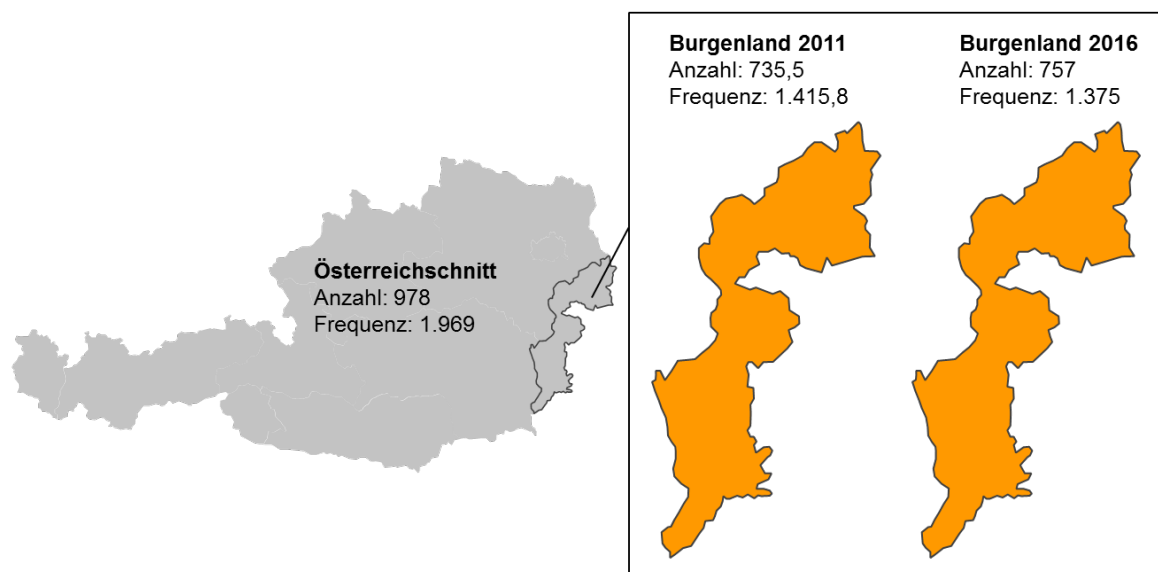 Österreichschnitt
Anzahl: 978
Frequenz: 1.969
Burgenland 2011
Anzahl: 735,5
Frequenz: 1.415,8
Burgenland 2016
Anzahl: 757
Frequenz: 1.375